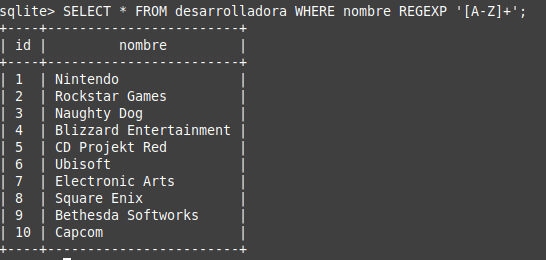 sqlite> SELECT * FROM desarrolladora WHERE nombre REGEXP '[A-Z]+';
+----+------------------------+
| id |         nombre         |
+----+------------------------+
| 1  | Nintendo               |
| 2  | Rockstar Games         |
| 3  | Naughty Dog            |
| 4  | Blizzard Entertainment |
| 5  | CD Projekt Red         |
| 6  | Ubisoft                |
| 7  | Electronic Arts        |
| 8  | Square Enix            |
| 9  | Bethesda Softworks     |
| 10 | Capcom                 |
+----+------------------------+